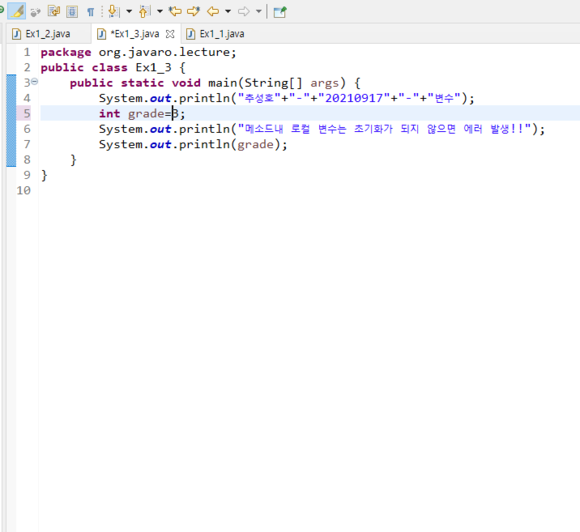 Ex1_2.java *Ex1_3.java Ex1_1.java
1 package org.javaro.lecture;
2 public class Ex1_3 {
3 public static void main(String[] args) {
4 System.out.println("추성호"+"-"+"20210917"+"-"+"변수");
5 int grade=3;
6 System.out.println("메소드내 로컬 변수는 초기화가 되지 않으면 에러 발생!!");
7 System.out.println(grade);
8 }
9 }
10